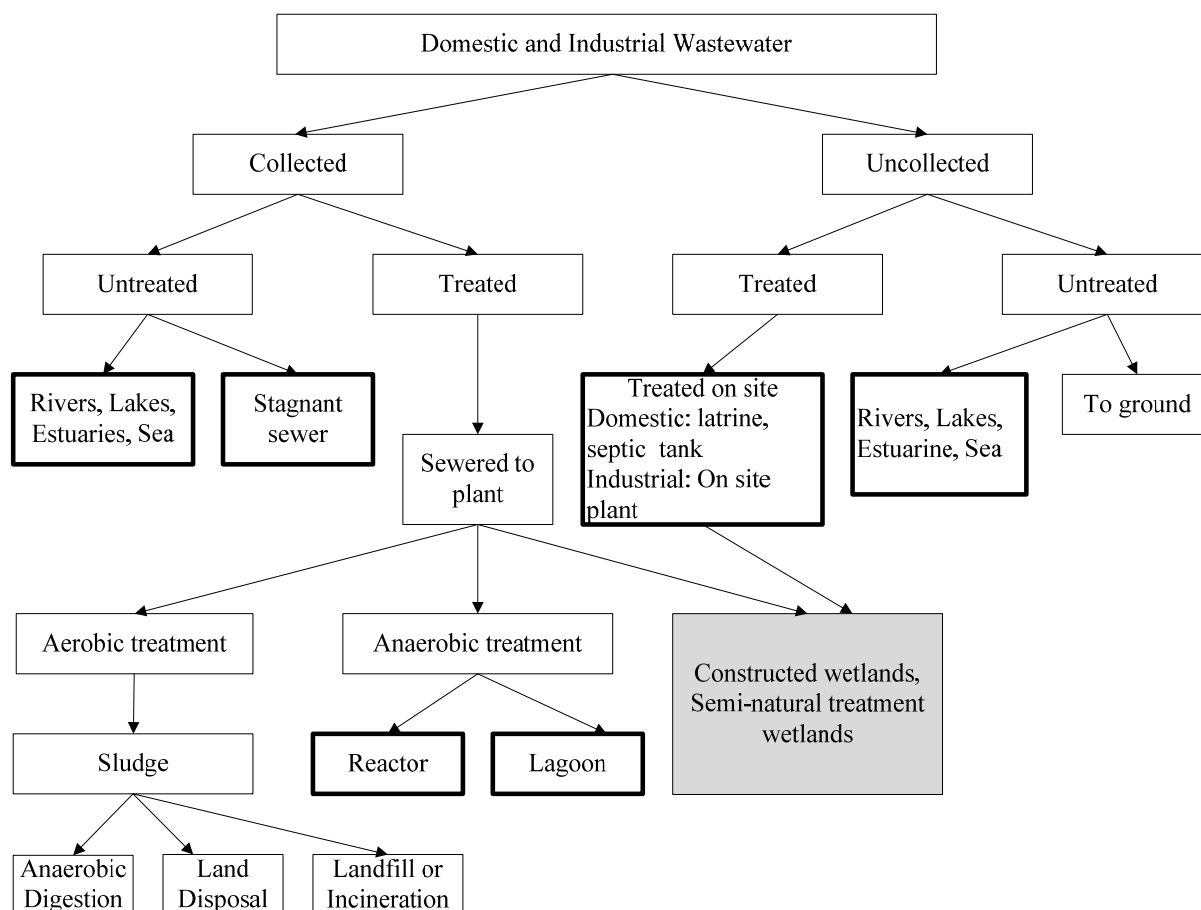 Domestic and Industrial Wastewater
Collected
Uncollected
Untreated
Treated
Treated
Untreated
Rivers, Lakes,
Estuaries, Sea
Stagnant
sewer
Sewered to
plant
Treated on site
Domestic: latrine,
septic tank
Industrial: On site
plant
Rivers, Lakes,
Estuarine, Sea
To ground
Aerobic treatment
Anaerobic treatment
Constructed wetlands,
Semi-natural treatment
wetlands
Sludge
Reactor
Lagoon
Anaerobic
Digestion
Land
Disposal
Landfill or
Incineration